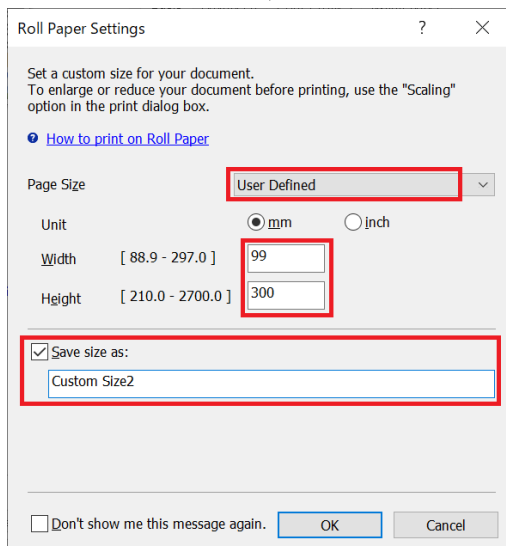 Roll Paper Settings ? ×
Set a custom size for your document.
To enlarge or reduce your document before printing, use the "Scaling"
option in the print dialog box.
? How to print on Roll Paper
Page Size User Defined
Unit mm inch
Width [ 88.9 - 297.0 ] 99
Height [ 210.0 - 2700.0 ] 300
Save size as:
Custom Size2
Don't show me this message again. OK Cancel